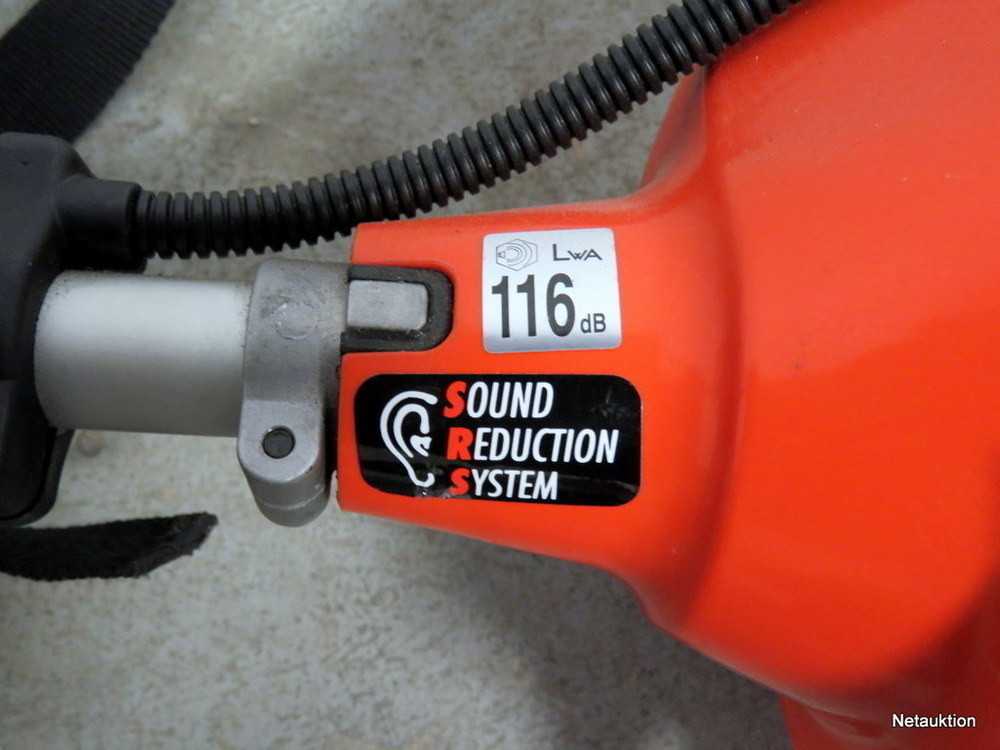 LWA
116 dB
SOUND
REDUCTION
SYSTEM
Netauktion